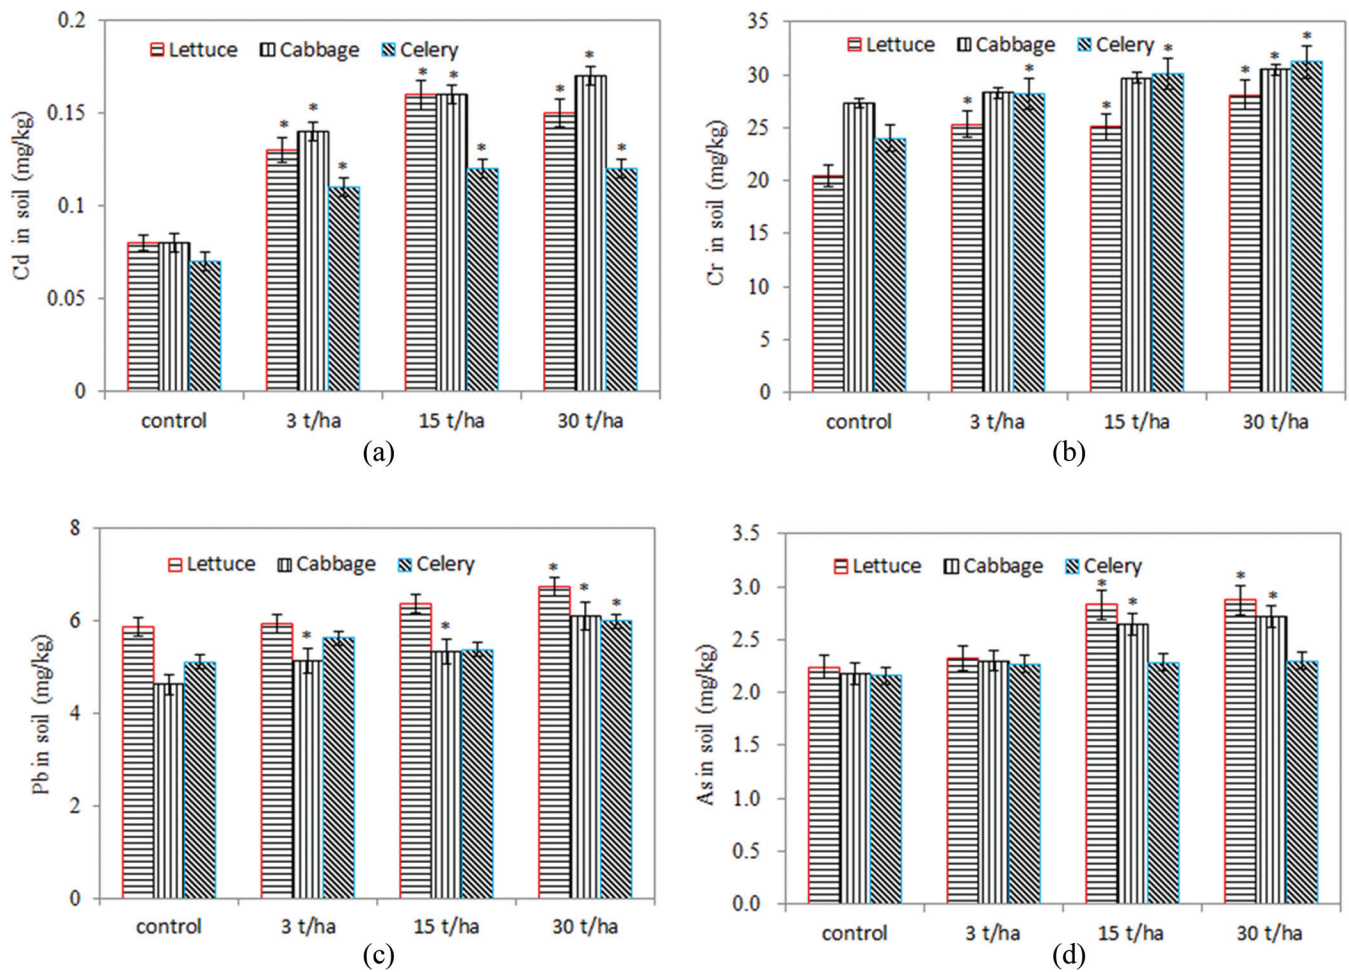 0.2
0.15
0.1
0.05
0
Cd in soil (mg/kg)
Lettuce Cabbage Celery
* * *
* * *
* * *
control 3 t/ha 15 t/ha 30 t/ha
(a)
35
30
25
20
15
10
5
0
Cr in soil (mg/kg)
Lettuce Cabbage Celery
* *
* *
* * *
control 3 t/ha 15 t/ha 30 t/ha
(b)
8
6
4
2
0
Pb in soil (mg/kg)
Lettuce Cabbage Celery
*
*
* * *
control 3 t/ha 15 t/ha 30 t/ha
(c)
3.5
3.0
2.5
2.0
1.5
1.0
0.5
0.0
As in soil (mg/kg)
Lettuce Cabbage Celery
* *
* *
control 3 t/ha 15 t/ha 30 t/ha
(d)